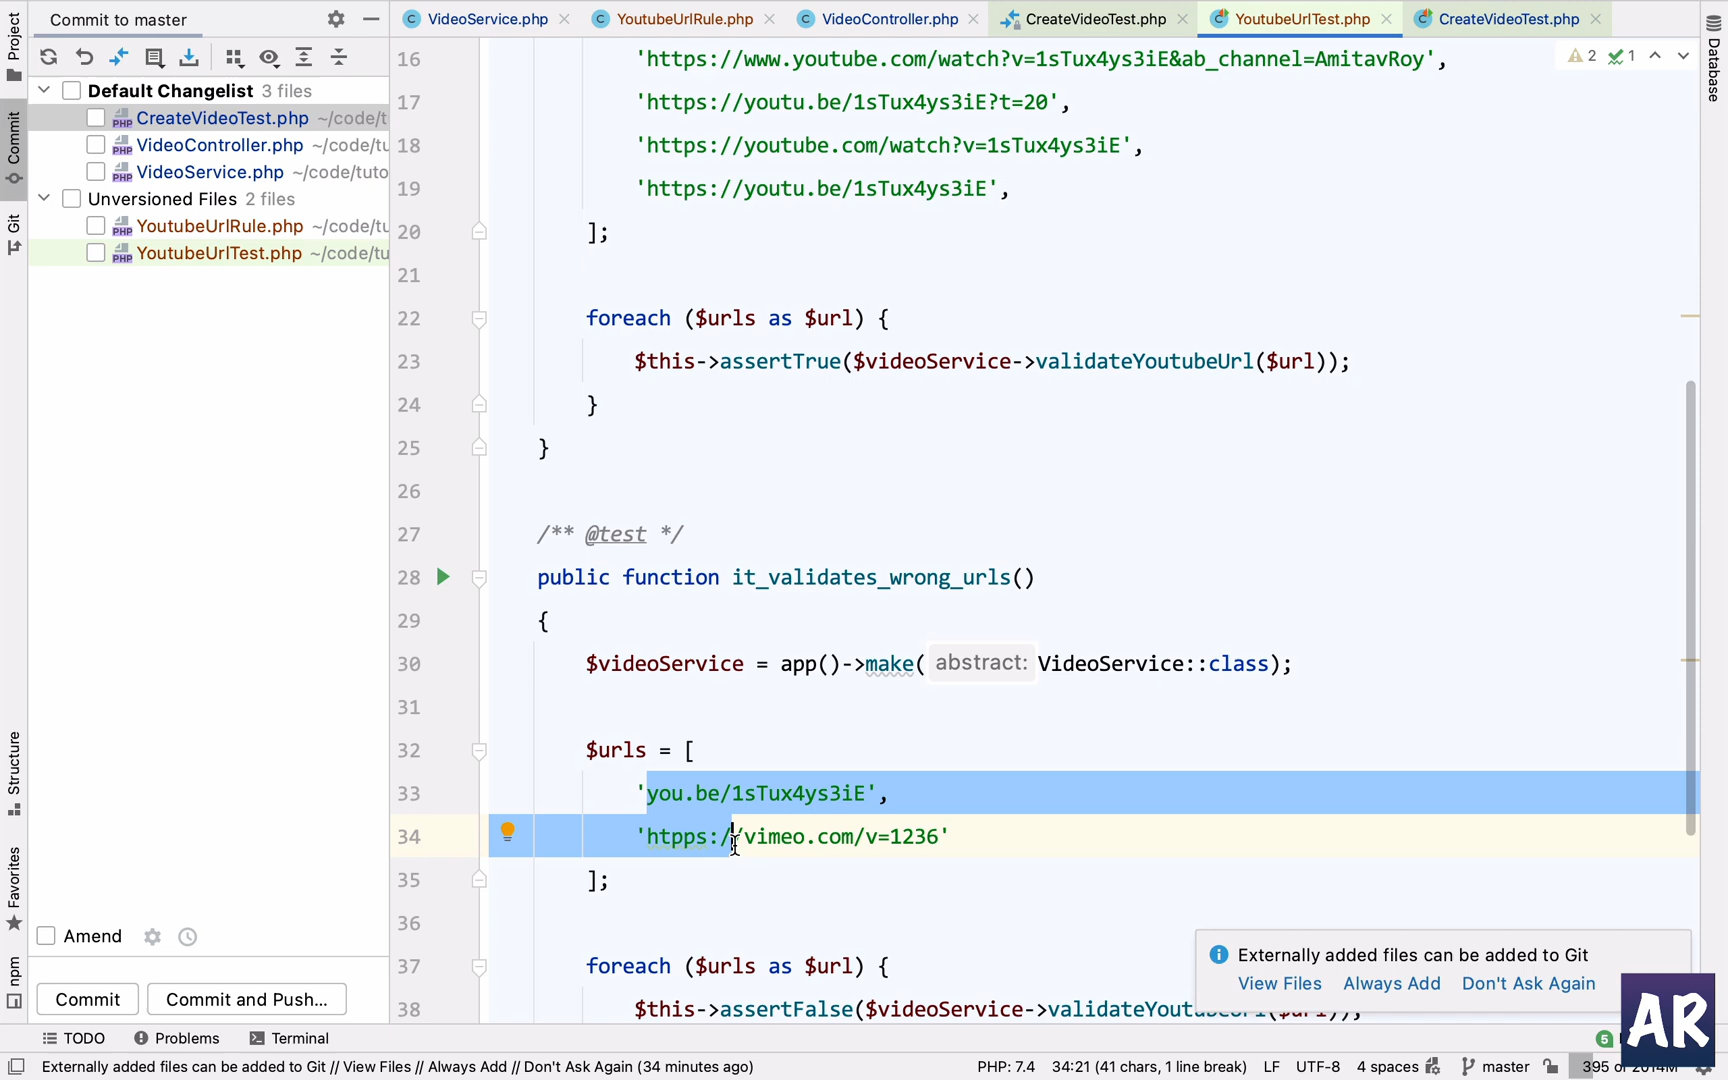 Commit to master
VideoService.php
YoutubeUrlRule.php
VideoController.php
CreateVideoTest.php
YoutubeUrlTest.php
CreateVideoTest.php
Project
Commit
Git
Structure
Favorites
npm
Database
Default Changelist 3 files
CreateVideoTest.php ~/code/t
VideoController.php ~/code/tu
VideoService.php ~/code/tuto
Unversioned Files 2 files
YoutubeUrlRule.php ~/code/tu
YoutubeUrlTest.php ~/code/tu
Amend
Commit
Commit and Push...
2 1
16 'https://www.youtube.com/watch?v=1sTux4ys3iE&ab_channel=AmitavRoy',
17 'https://youtu.be/1sTux4ys3iE?t=20',
18 'https://youtube.com/watch?v=1sTux4ys3iE',
19 'https://youtu.be/1sTux4ys3iE',
20 ];
21
22 foreach ($urls as $url) {
23 $this->assertTrue($videoService->validateYoutubeUrl($url));
24 }
25 }
26
27 /** @test */
28 public function it_validates_wrong_urls()
29 {
30 $videoService = app()->make( abstract: VideoService::class);
31
32 $urls = [
33 'you.be/1sTux4ys3iE',
34 'htpps://vimeo.com/v=1236'
35 ];
36
37 foreach ($urls as $url) {
38 $this->assertFalse($videoService->validateYoutubeUrl($url));
Externally added files can be added to Git
View Files Always Add Don't Ask Again
AR
TODO Problems Terminal
5
Externally added files can be added to Git // View Files // Always Add // Don't Ask Again (34 minutes ago)
PHP: 7.4 34:21 (41 chars, 1 line break) LF UTF-8 4 spaces master 395 of 2014M